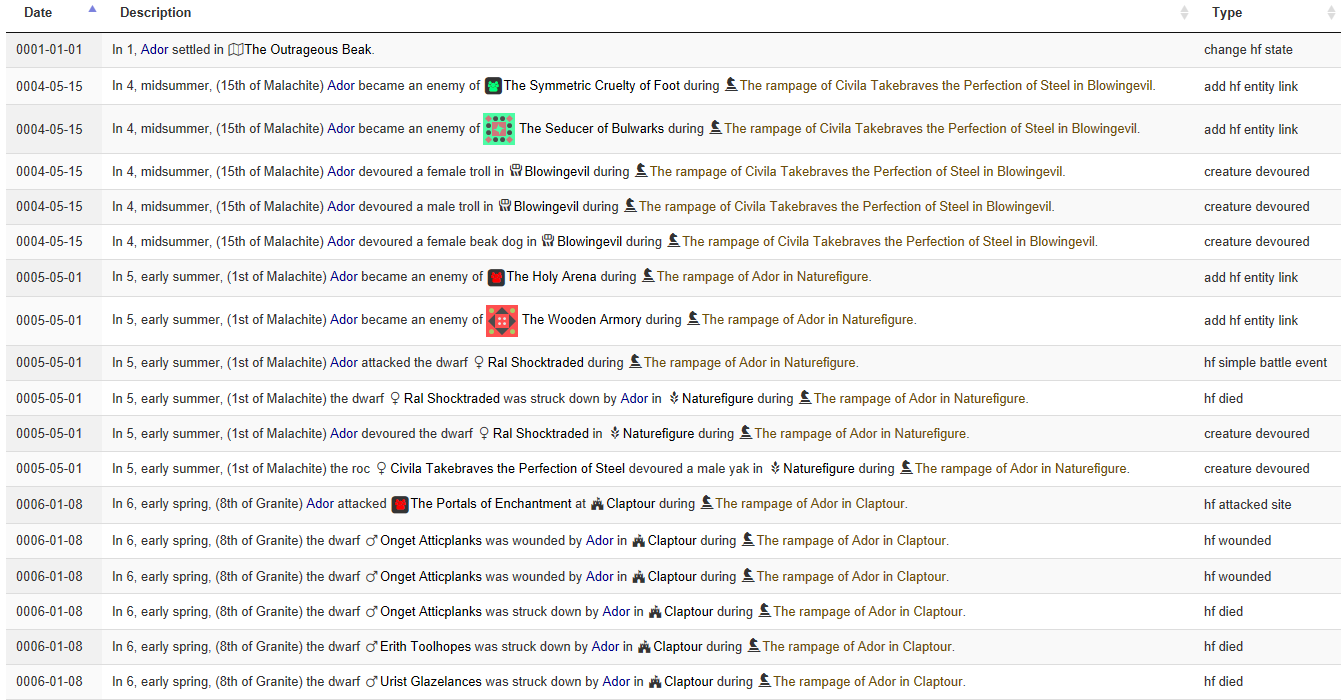 Date Description Type
0001-01-01 In 1, Ador settled in The Outrageous Beak. change hf state
0004-05-15 In 4, midsummer, (15th of Malachite) Ador became an enemy of The Symmetric Cruelty of Foot during The rampage of Civila Takebraves the Perfection of Steel in Blowingevil. add hf entity link
0004-05-15 In 4, midsummer, (15th of Malachite) Ador became an enemy of The Seducer of Bulwarks during The rampage of Civila Takebraves the Perfection of Steel in Blowingevil. add hf entity link
0004-05-15 In 4, midsummer, (15th of Malachite) Ador devoured a female troll in Blowingevil during The rampage of Civila Takebraves the Perfection of Steel in Blowingevil. creature devoured
0004-05-15 In 4, midsummer, (15th of Malachite) Ador devoured a male troll in Blowingevil during The rampage of Civila Takebraves the Perfection of Steel in Blowingevil. creature devoured
0004-05-15 In 4, midsummer, (15th of Malachite) Ador devoured a female beak dog in Blowingevil during The rampage of Civila Takebraves the Perfection of Steel in Blowingevil. creature devoured
0005-05-01 In 5, early summer, (1st of Malachite) Ador became an enemy of The Holy Arena during The rampage of Ador in Naturefigure. add hf entity link
0005-05-01 In 5, early summer, (1st of Malachite) Ador became an enemy of The Wooden Armory during The rampage of Ador in Naturefigure. add hf entity link
0005-05-01 In 5, early summer, (1st of Malachite) Ador attacked the dwarf ♀ Ral Shocktraded during The rampage of Ador in Naturefigure. hf simple battle event
0005-05-01 In 5, early summer, (1st of Malachite) the dwarf ♀ Ral Shocktraded was struck down by Ador in Naturefigure during The rampage of Ador in Naturefigure. hf died
0005-05-01 In 5, early summer, (1st of Malachite) Ador devoured the dwarf ♀ Ral Shocktraded in Naturefigure during The rampage of Ador in Naturefigure. creature devoured
0005-05-01 In 5, early summer, (1st of Malachite) the roc ♀ Civila Takebraves the Perfection of Steel devoured a male yak in Naturefigure during The rampage of Ador in Naturefigure. creature devoured
0006-01-08 In 6, early spring, (8th of Granite) Ador attacked The Portals of Enchantment at Claptour during The rampage of Ador in Claptour. hf attacked site
0006-01-08 In 6, early spring, (8th of Granite) the dwarf ♂ Onget Atticplanks was wounded by Ador in Claptour during The rampage of Ador in Claptour. hf wounded
0006-01-08 In 6, early spring, (8th of Granite) the dwarf ♂ Onget Atticplanks was wounded by Ador in Claptour during The rampage of Ador in Claptour. hf wounded
0006-01-08 In 6, early spring, (8th of Granite) the dwarf ♂ Onget Atticplanks was struck down by Ador in Claptour during The rampage of Ador in Claptour. hf died
0006-01-08 In 6, early spring, (8th of Granite) the dwarf ♂ Erith Toolhopes was struck down by Ador in Claptour during The rampage of Ador in Claptour. hf died
0006-01-08 In 6, early spring, (8th of Granite) the dwarf ♂ Urist Glazelances was struck down by Ador in Claptour during The rampage of Ador in Claptour. hf died